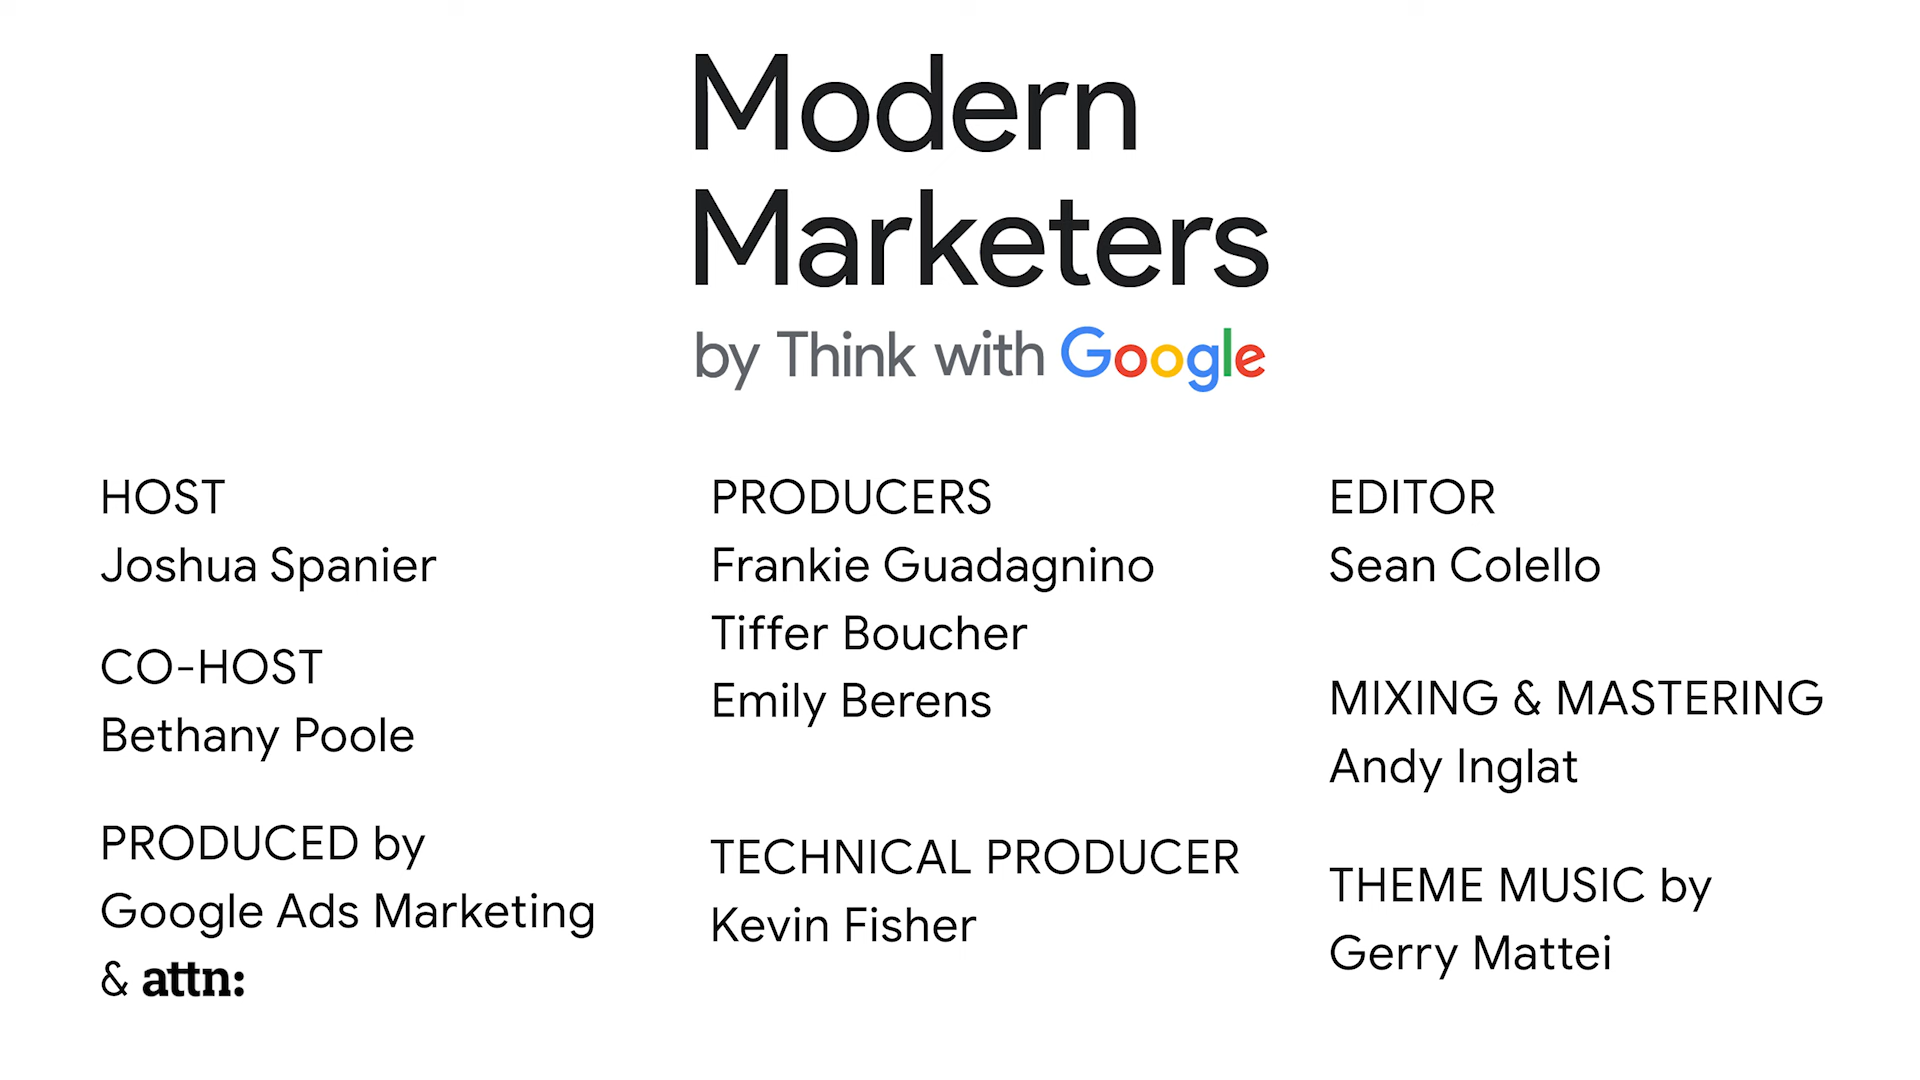 Modern
Marketers
by Think with Google
HOST
Joshua Spanier
CO-HOST
Bethany Poole
PRODUCED by
Google Ads Marketing
& attn:
PRODUCERS
Frankie Guadagnino
Tiffer Boucher
Emily Berens
TECHNICAL PRODUCER
Kevin Fisher
EDITOR
Sean Colello
MIXING & MASTERING
Andy Inglat
THEME MUSIC by
Gerry Mattei